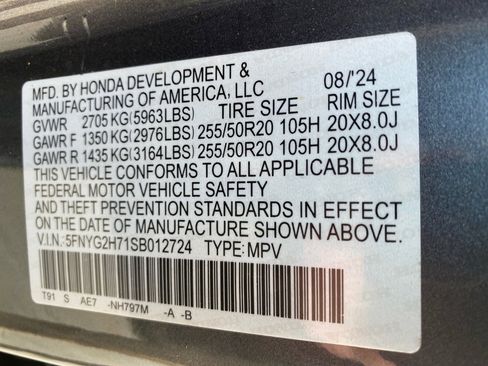 MFD. BY HONDA DEVELOPMENT & 08/'24
MANUFACTURING OF AMERICA, LLC
GVWR 2705 KG(5963LBS) TIRE SIZE RIM SIZE
GAWR F 1350 KG(2976LBS) 255/50R20 105H 20X8.0J
GAWR R 1435 KG(3164LBS) 255/50R20 105H 20X8.0J
THIS VEHICLE CONFORMS TO ALL APPLICABLE
FEDERAL MOTOR VEHICLE SAFETY
AND THEFT PREVENTION STANDARDS IN EFFECT
ON THE DATE OF MANUFACTURE SHOWN ABOVE.
V.I.N.:5FNYG2H71SB012724 TYPE:MPV
T91 S AE7 -NH797M -A -B